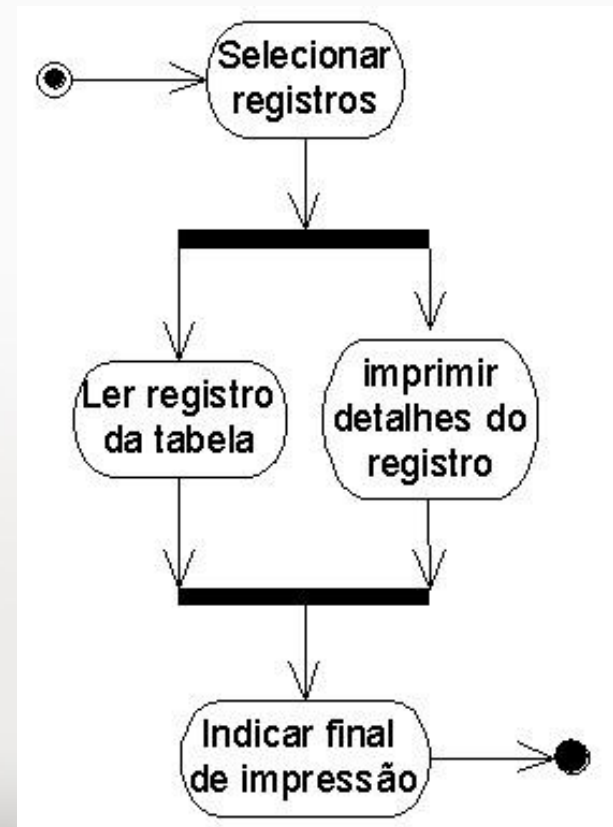 Selecionar
registros
Ler registro
da tabela
imprimir
detalhes do
registro
Indicar final
de impressão